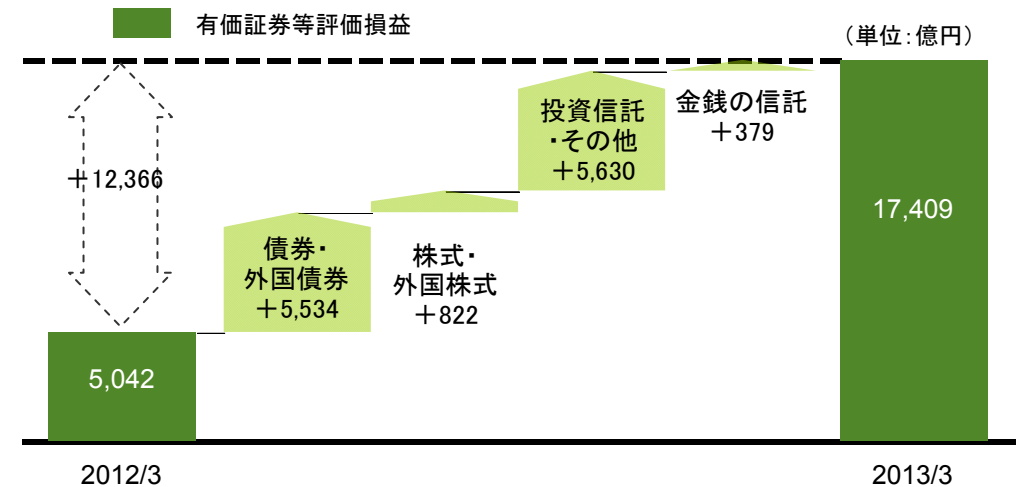 有価証券等評価損益
（単位：億円）
＋12,366
5,042
債券・
外国債券
＋5,534
株式・
外国株式
＋822
投資信託
・その他
＋5,630
金銭の信託
＋379
17,409
2012/3
2013/3